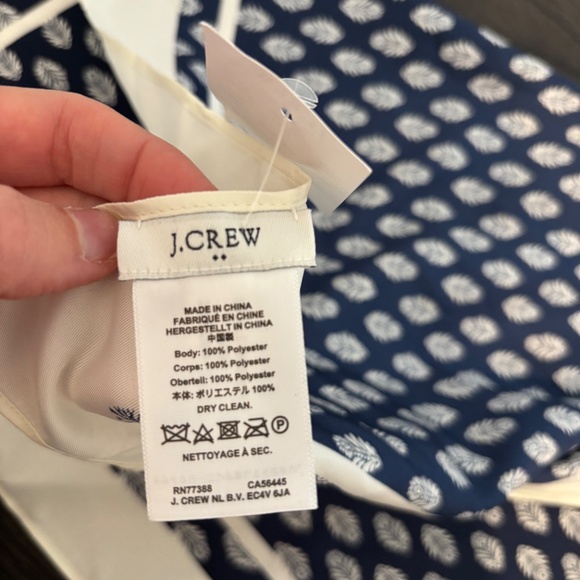 J.CREW
MADE IN CHINA
FABRIQUÉ EN CHINE
HERGESTELLT IN CHINA
中国製
Body: 100% Polyester
Corps: 100% Polyester
Oberteil: 100% Polyester
本体: ポリエステル 100%
DRY CLEAN.
P
NETTOYAGE À SEC.
RN77388 CA56445
J. CREW NL B.V. EC4V 6JA